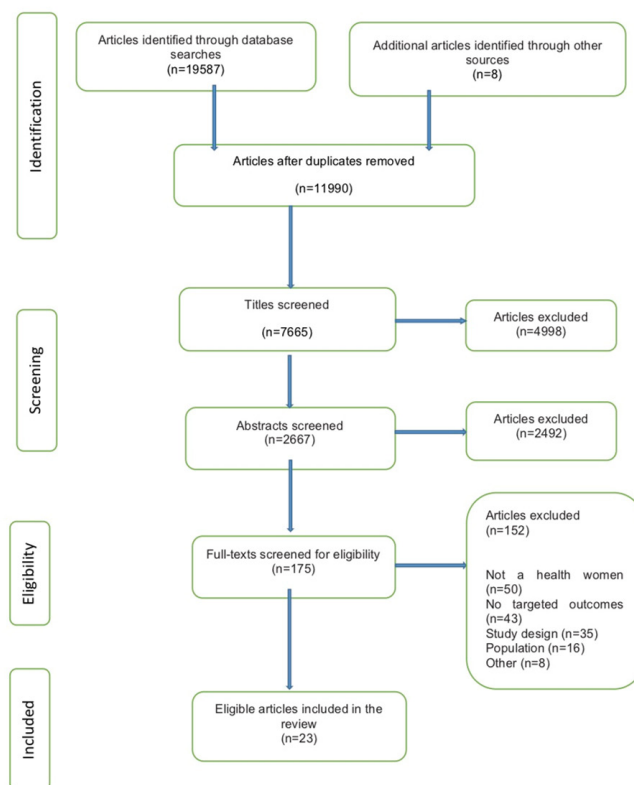 Identification
Articles identified through database
searches
(n=19587)
Additional articles identified through other
sources
(n=8)
Articles after duplicates removed
(n=11990)
Screening
Titles screened
(n=7665)
Articles excluded
(n=4998)
Abstracts screened
(n=2667)
Articles excluded
(n=2492)
Eligibility
Full-texts screened for eligibility
(n=175)
Articles excluded
(n=152)
Not a health women
(n=50)
No targeted outcomes
(n=43)
Study design (n=35)
Population (n=16)
Other (n=8)
Included
Eligible articles included in the
review
(n=23)